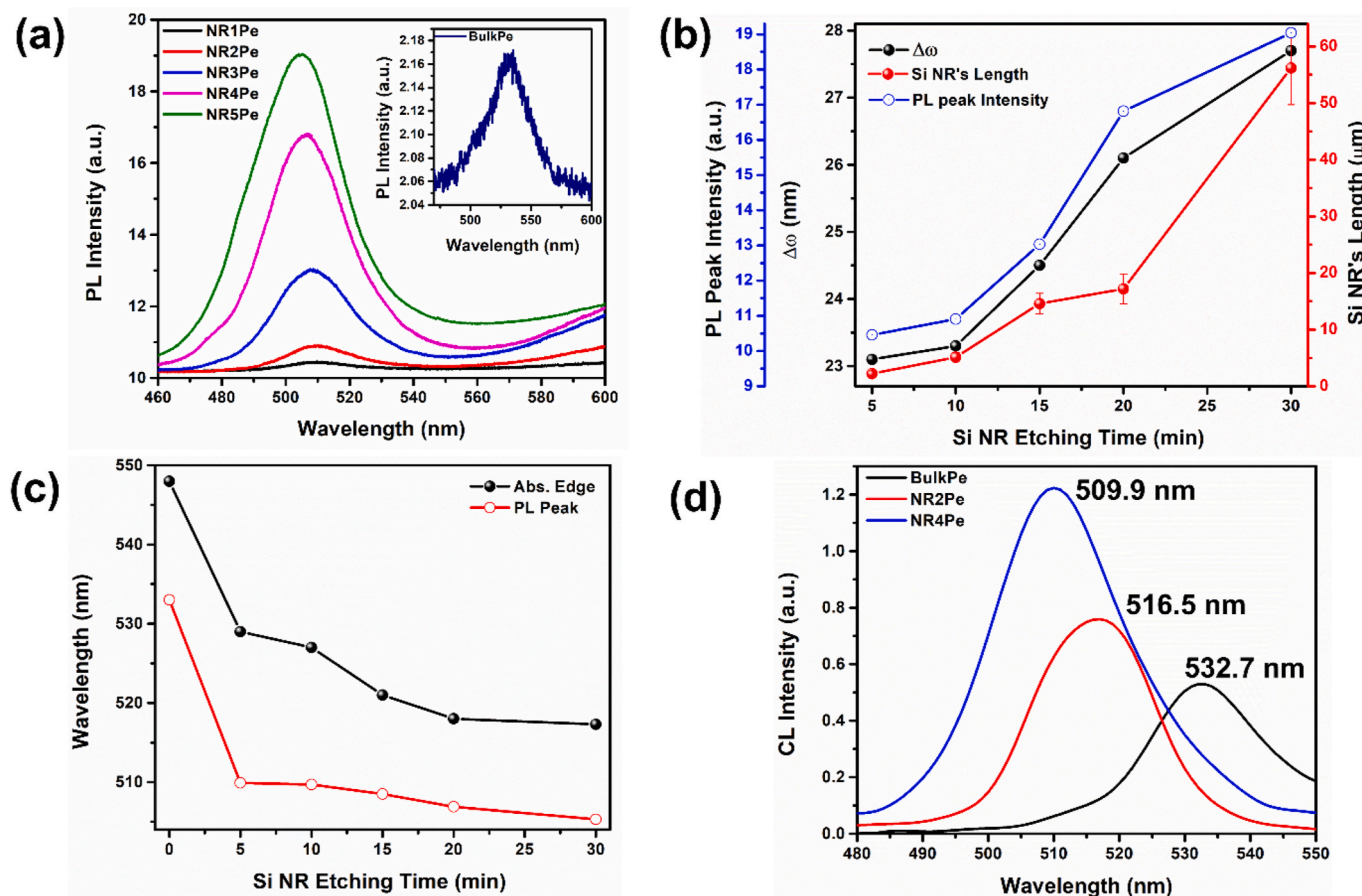 (a)
NR1Pe
NR2Pe
NR3Pe
NR4Pe
NR5Pe
20
18
16
14
12
10
PL Intensity (a.u.)
460 480 500 520 540 560 580 600
Wavelength (nm)
BulkPe
2.18
2.16
2.14
2.12
2.10
2.08
2.06
2.04
PL Intensity (a.u.)
500 550 600
Wavelength (nm)
(b)
Δω
Si NR's Length
PL peak Intensity
19
18
17
16
15
14
13
12
11
10
9
PL Peak Intensity (a.u.)
Δω (nm)
28
27
26
25
24
23
60
50
40
30
20
10
0
Si NR's Length (μm)
5 10 15 20 25 30
Si NR Etching Time (min)
(c)
Abs. Edge
PL Peak
550
540
530
520
510
Wavelength (nm)
0 5 10 15 20 25 30
Si NR Etching Time (min)
(d)
BulkPe
NR2Pe
NR4Pe
509.9 nm
516.5 nm
532.7 nm
1.2
1.0
0.8
0.6
0.4
0.2
0.0
CL Intensity (a.u.)
480 490 500 510 520 530 540 550
Wavelength (nm)